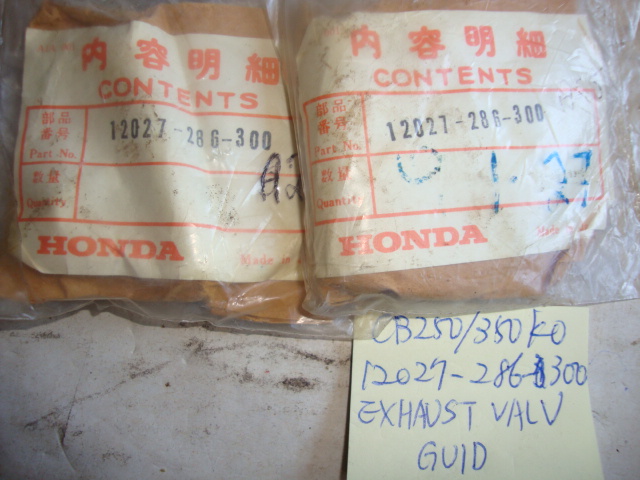 内容明細
CONTENTS
部品番号
Part No.
12027-286-300
数量
Quantity
HONDA
Made in
内容明細
CONTENTS
部品番号
Part No.
12027-286-300
数量
Quantity
HONDA
CB250/350K0
12027-286-300
EXHAUST VALV
GUID